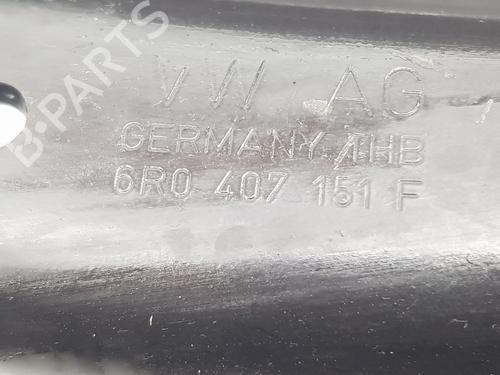 B-PARTS
VW AG
GERMANY /THB
6R0 407 151 F